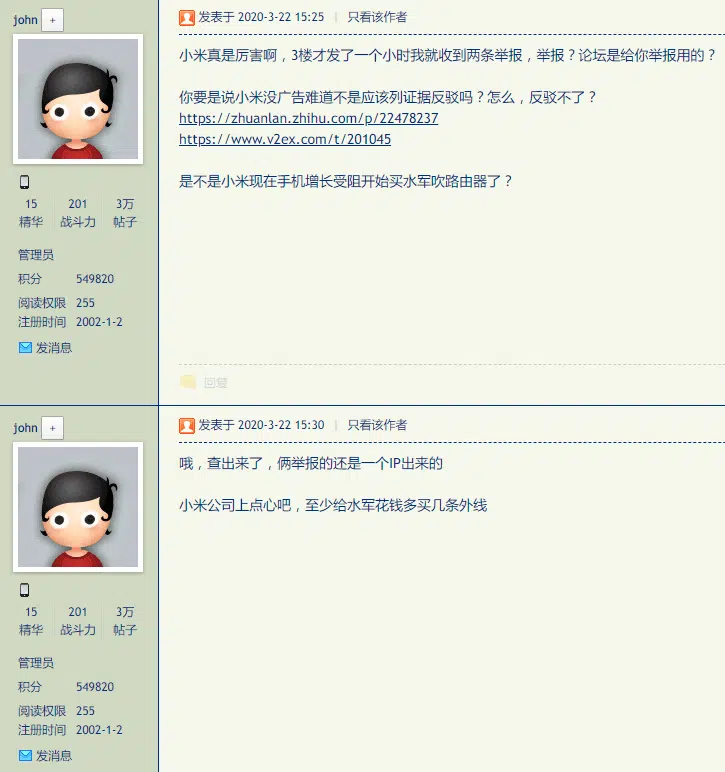 john +
发表于 2020-3-22 15:25 | 只看该作者
小米真是厉害啊，3楼才发了一个小时我就收到两条举报，举报？论坛是给你举报用的？
你要是说小米没广告难道不是应该列证据反驳吗？怎么，反驳不了？
https://zhuanlan.zhihu.com/p/22478237
https://www.v2ex.com/t/201045
是不是小米现在手机增长受阻开始买水军吹路由器了？
15 201 3万
精华 战斗力 帖子
管理员
积分 549820
阅读权限 255
注册时间 2002-1-2
发消息
回复
john +
发表于 2020-3-22 15:30 | 只看该作者
哦，查出来了，俩举报的还是一个IP出来的
小米公司上点心吧，至少给水军花钱多买几条外线
15 201 3万
精华 战斗力 帖子
管理员
积分 549820
阅读权限 255
注册时间 2002-1-2
发消息